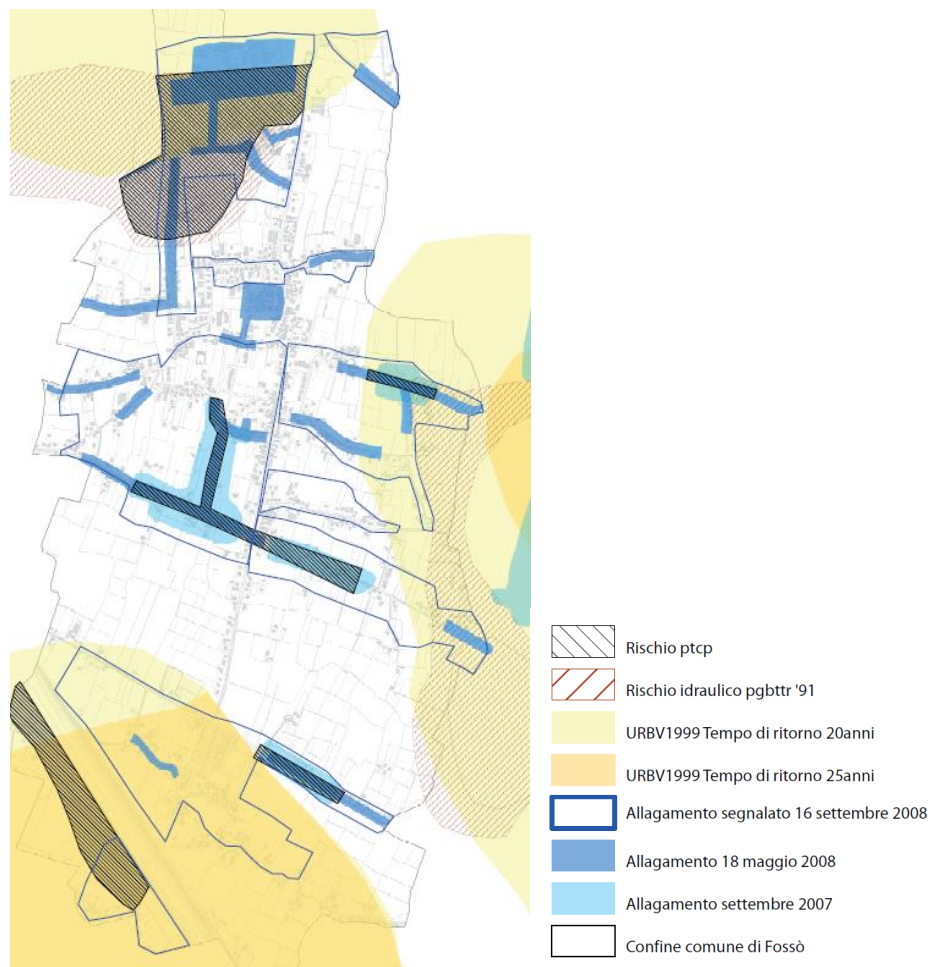 Rischio ptcp
Rischio idraulico pgbttr '91
URBV1999 Tempo di ritorno 20anni
URBV1999 Tempo di ritorno 25anni
Allagamento segnalato 16 settembre 2008
Allagamento 18 maggio 2008
Allagamento settembre 2007
Confine comune di Fossò